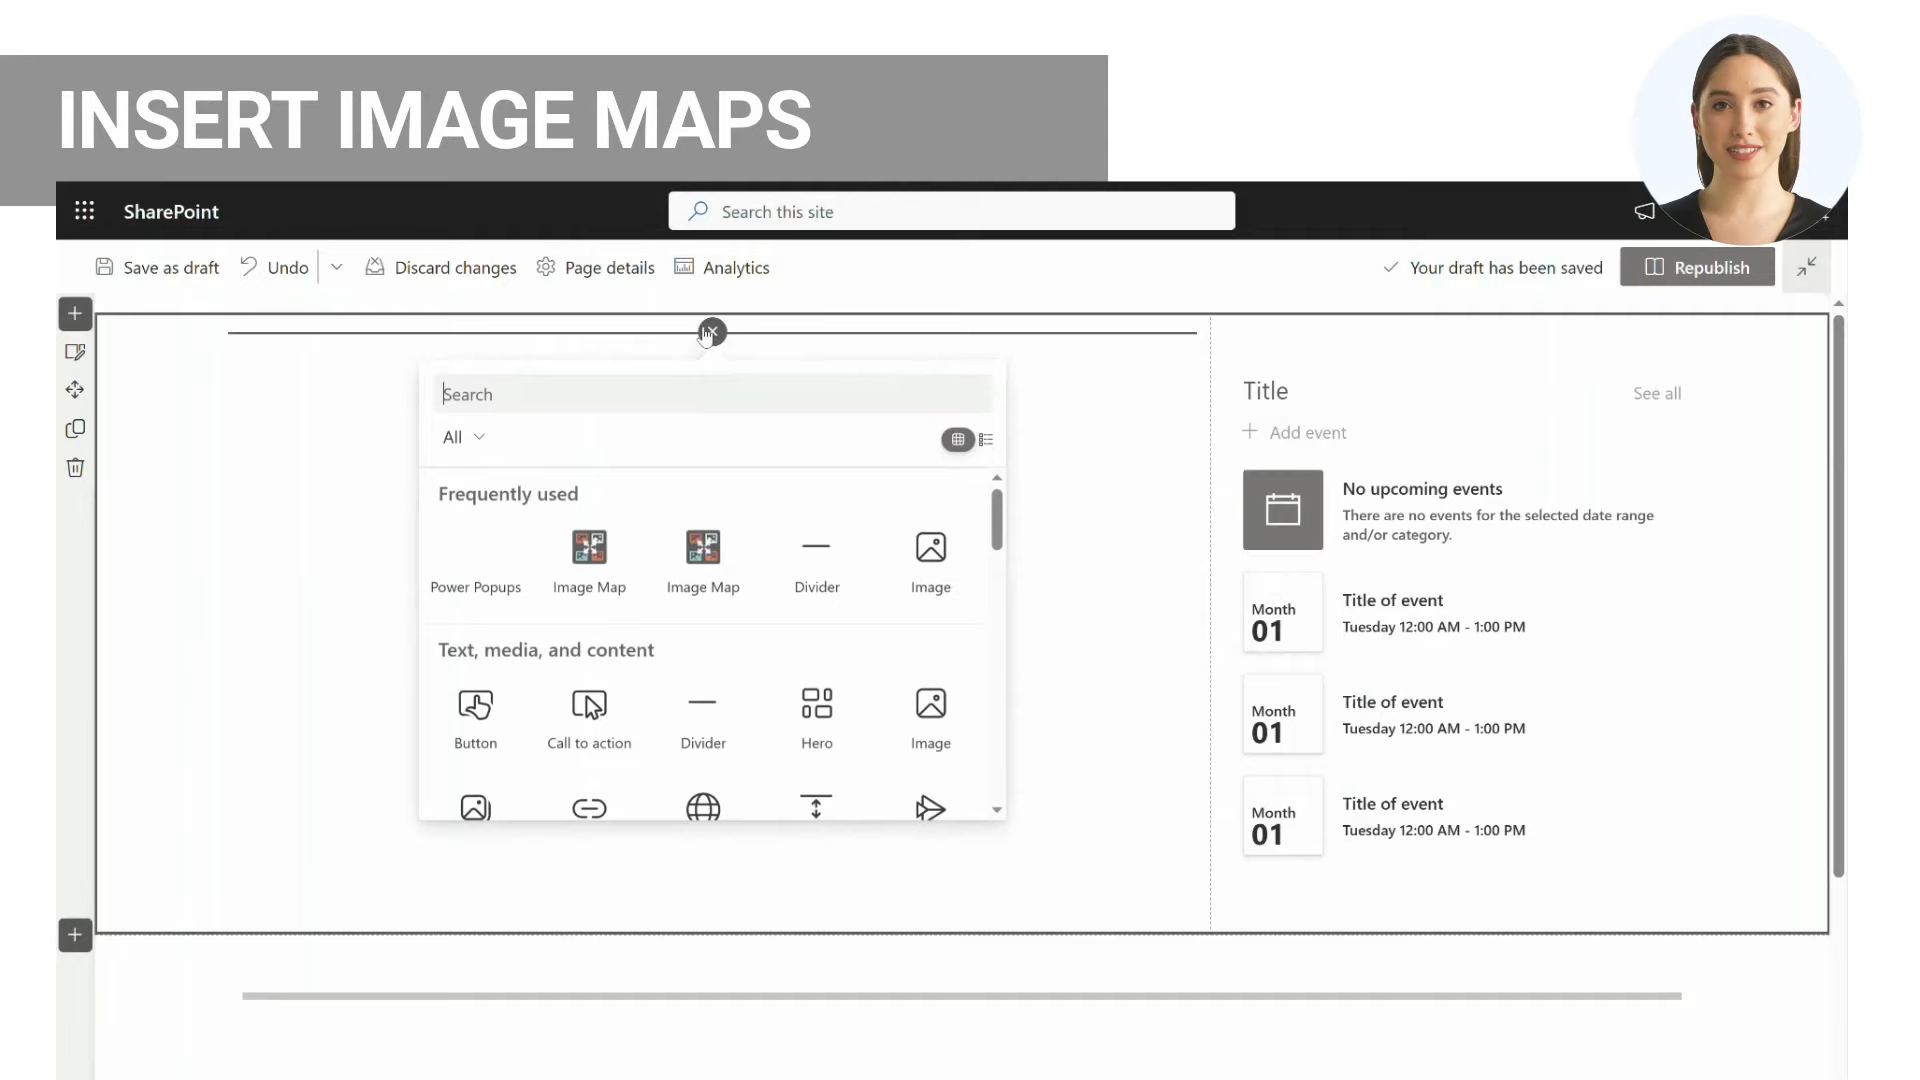 INSERT IMAGE MAPS
SharePoint
Search this site
Save as draft
Undo
Discard changes
Page details
Analytics
Your draft has been saved
Republish
Search
All
Frequently used
Power Popups
Image Map
Image Map
Divider
Image
Text, media, and content
Button
Call to action
Divider
Hero
Image
Title
See all
Add event
No upcoming events
There are no events for the selected date range
and/or category.
Month
01
Title of event
Tuesday 12:00 AM - 1:00 PM
Month
01
Title of event
Tuesday 12:00 AM - 1:00 PM
Month
01
Title of event
Tuesday 12:00 AM - 1:00 PM